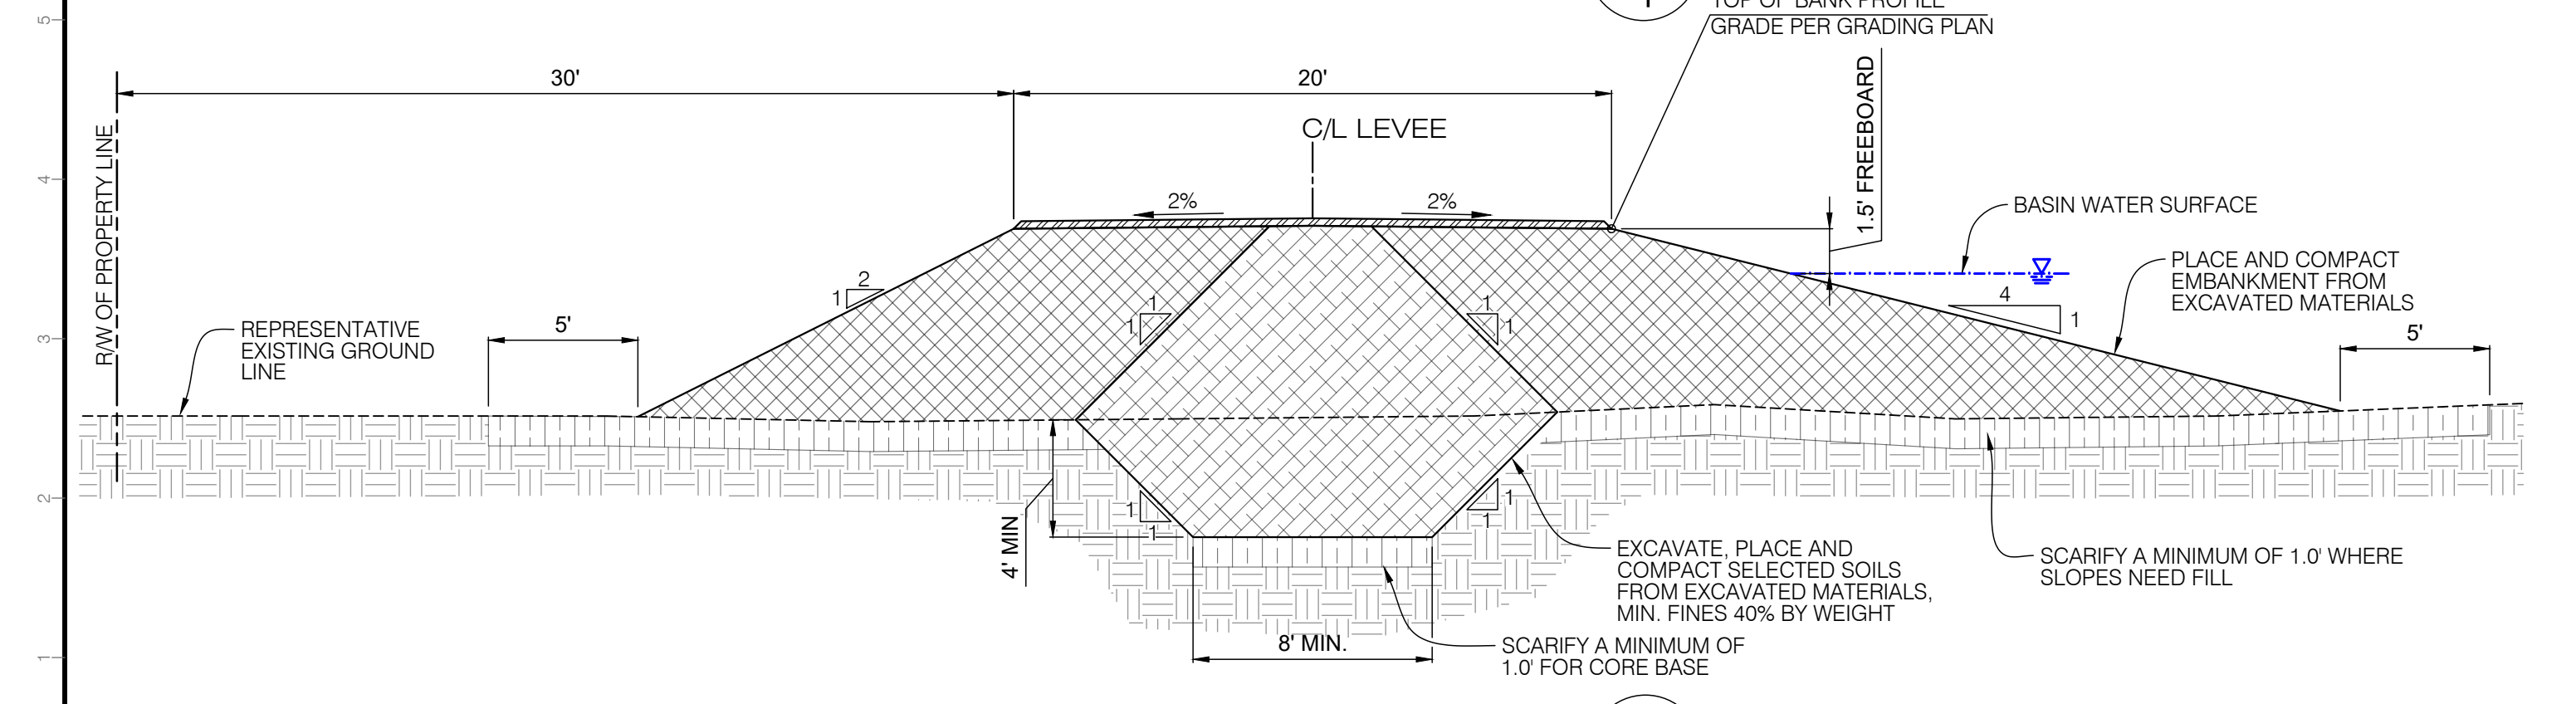 TOP OF BANK PROFILE
GRADE PER GRADING PLAN
5
30'
20'
C/L LEVEE
1.5' FREEBOARD
R/W OF PROPERTY LINE
4
2%
2%
BASIN WATER SURFACE
PLACE AND COMPACT
EMBANKMENT FROM
EXCAVATED MATERIALS
2
1
1
1
1
1
4
1
REPRESENTATIVE
EXISTING GROUND
LINE
5'
3
5'
2
4' MIN
1
1
1
1
EXCAVATE, PLACE AND
COMPACT SELECTED SOILS
FROM EXCAVATED MATERIALS,
MIN. FINES 40% BY WEIGHT
SCARIFY A MINIMUM OF 1.0' WHERE
SLOPES NEED FILL
8' MIN.
SCARIFY A MINIMUM OF
1.0' FOR CORE BASE
1